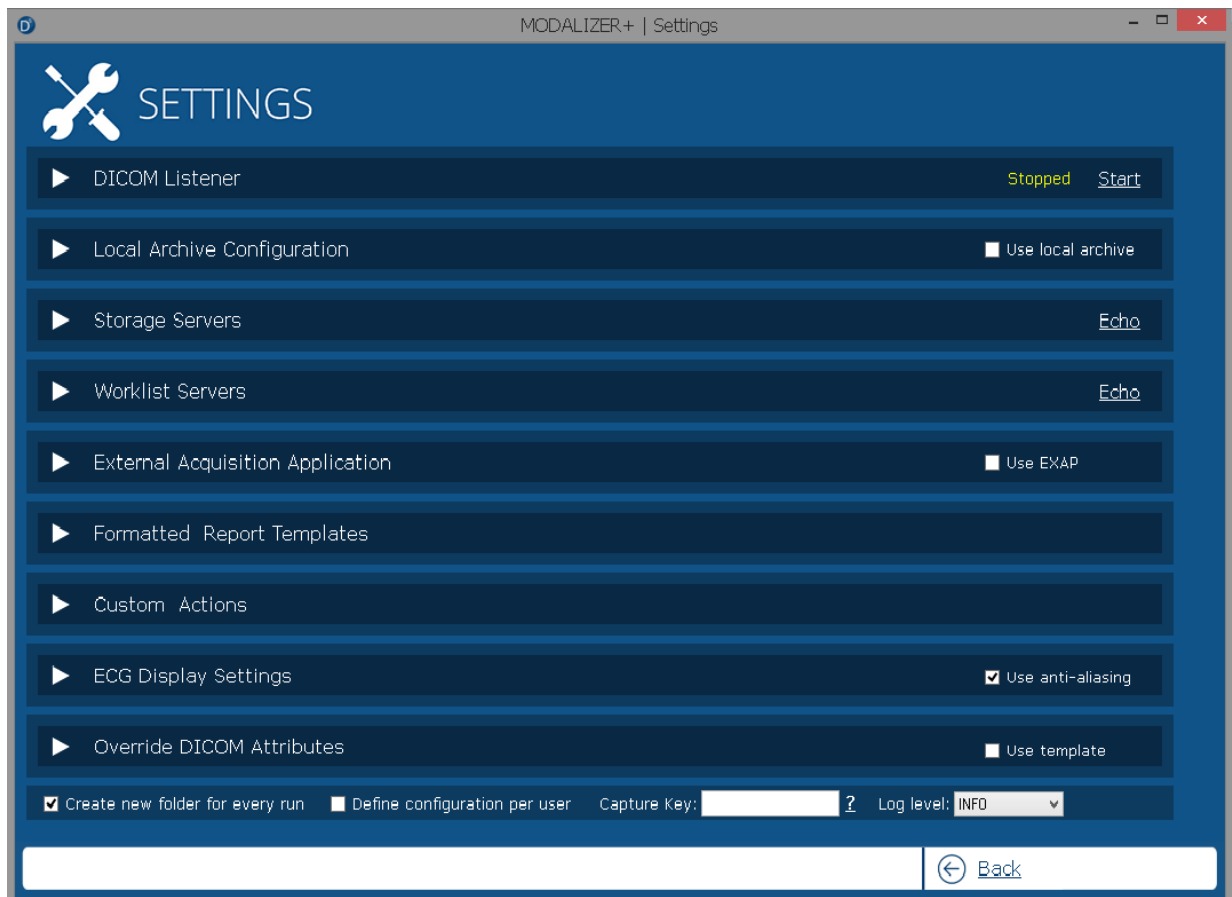 MODALIZER+ | Settings
SETTINGS
DICOM Listener Stopped Start
Local Archive Configuration Use local archive
Storage Servers Echo
Worklist Servers Echo
External Acquisition Application Use EXAP
Formatted Report Templates
Custom Actions
ECG Display Settings Use anti-aliasing
Override DICOM Attributes Use template
Create new folder for every run Define configuration per user Capture Key: ? Log level: INFO
Back